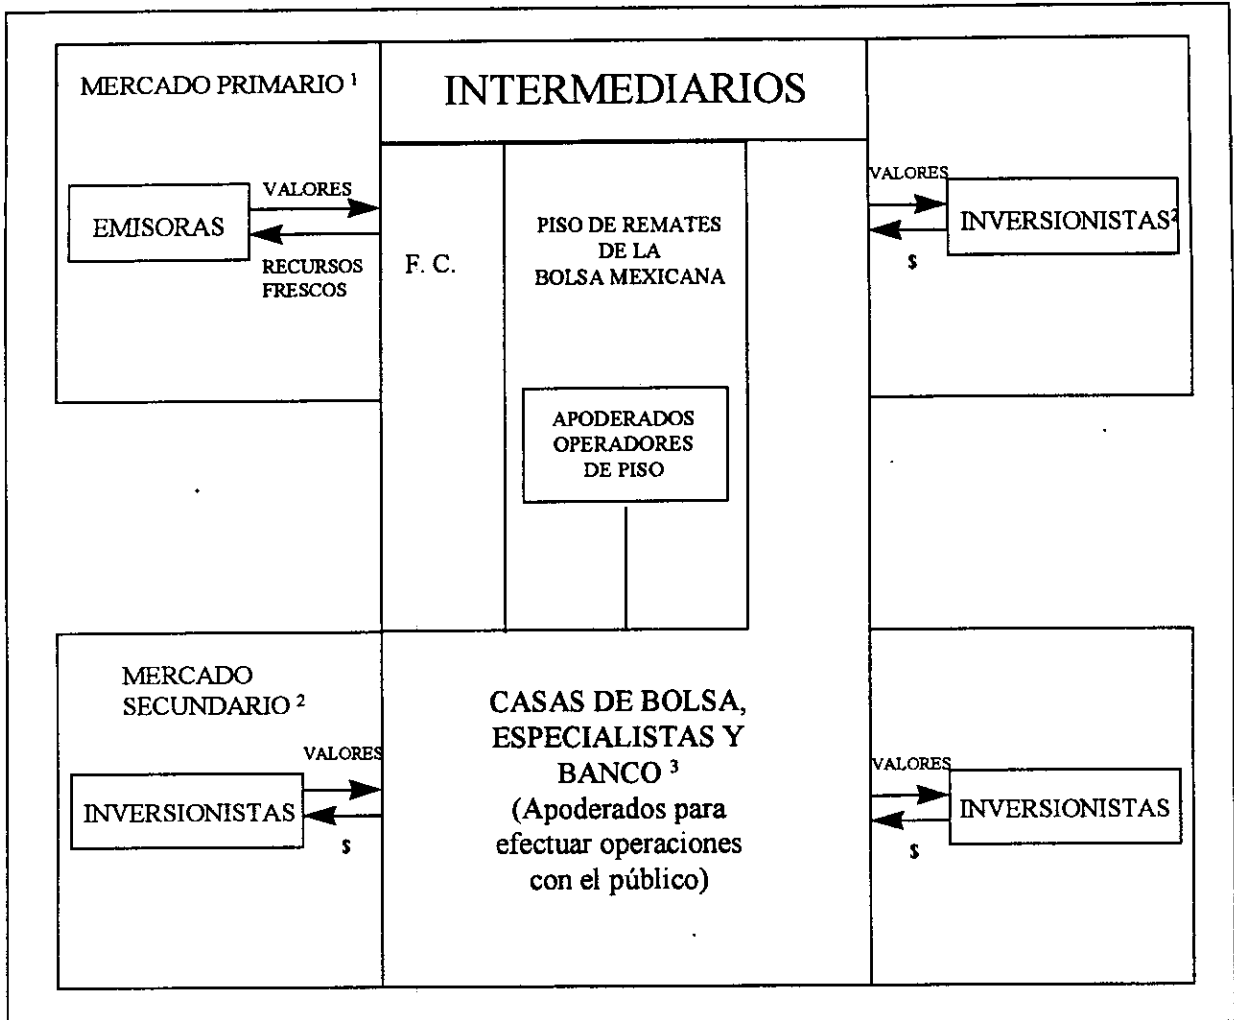 MERCADO PRIMARIO ¹
INTERMEDIARIOS
VALORES
EMISORAS
RECURSOS
FRESCOS
F. C.
PISO DE REMATES
DE LA
BOLSA MEXICANA
VALORES
INVERSIONISTAS²
$
APODERADOS
OPERADORES
DE PISO
MERCADO
SECUNDARIO ²
VALORES
INVERSIONISTAS
$
CASAS DE BOLSA,
ESPECIALISTAS Y
BANCO ³
(Apoderados para
efectuar operaciones
con el público)
VALORES
INVERSIONISTAS
$